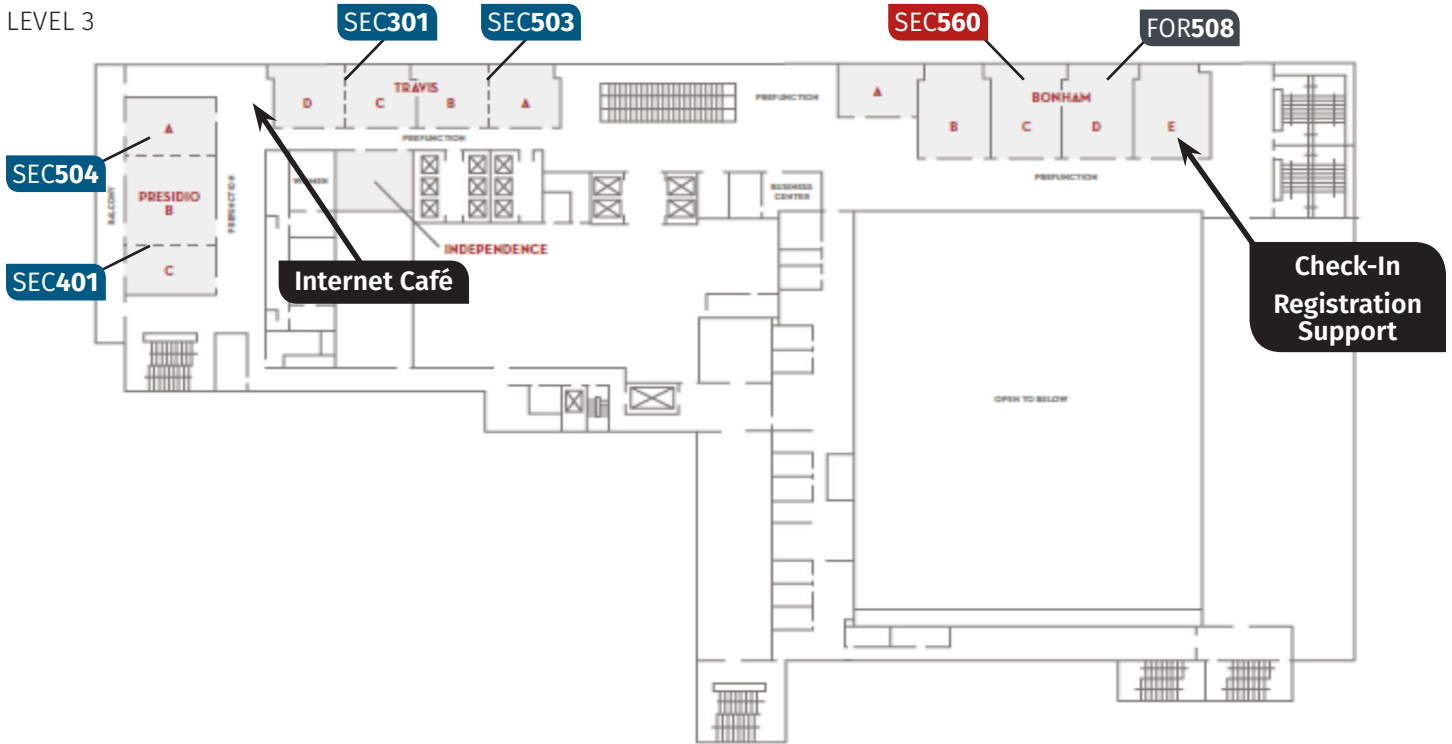 LEVEL 3
SEC301
SEC503
SEC560
FOR508
TRAVIS
D
C
B
A
PREFUNCTION
PREFUNCTION
A
BONHAM
B
C
D
E
PREFUNCTION
SEC504
A
PRESIDIO
B
BALCONY
PREFUNCTION
SEC401
C
WOMEN
INDEPENDENCE
Internet Café
BUSINESS
CENTER
Check-In
Registration
Support
OPEN TO BELOW